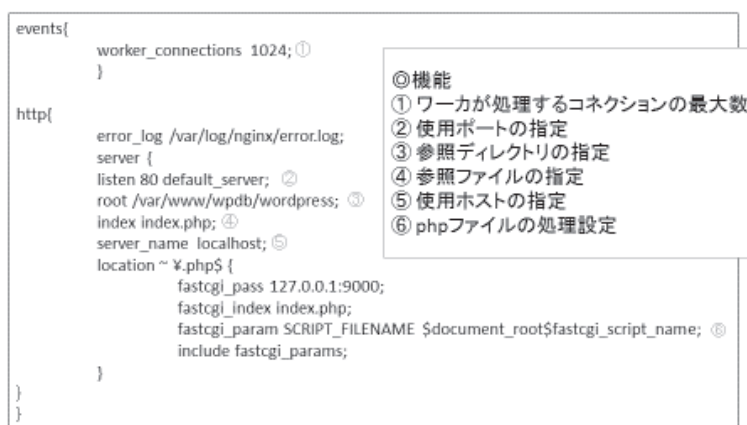 events{
worker_connections 1024; ①
}
http{
error_log /var/log/nginx/error.log;
server {
listen 80 default_server; ②
root /var/www/wpdb/wordpress; ③
index index.php; ④
server_name localhost; ⑤
location ~ ¥.php$ {
fastcgi_pass 127.0.0.1:9000;
fastcgi_index index.php;
fastcgi_param SCRIPT_FILENAME $document_root$fastcgi_script_name; ⑥
include fastcgi_params;
}
}
}
◎機能
① ワーカが処理するコネクションの最大数
② 使用ポートの指定
③ 参照ディレクトリの指定
④ 参照ファイルの指定
⑤ 使用ホストの指定
⑥ phpファイルの処理設定